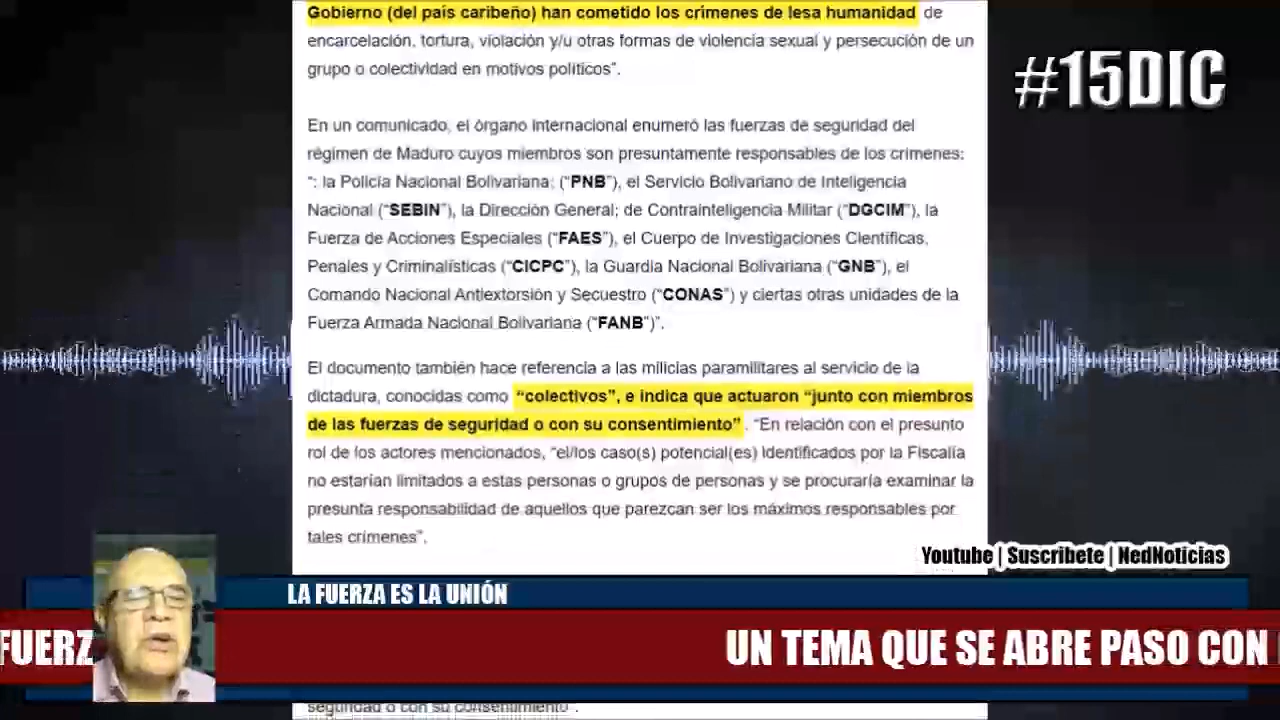 Gobierno (del país caribeño) han cometido los crímenes de lesa humanidad de
encarcelación, tortura, violación y/u otras formas de violencia sexual y persecución de un
grupo o colectividad en motivos políticos”.
#15DIC
En un comunicado, el órgano internacional enumeró las fuerzas de seguridad del
régimen de Maduro cuyos miembros son presuntamente responsables de los crímenes:
“: la Policía Nacional Bolivariana; (“PNB”), el Servicio Bolivariano de Inteligencia
Nacional (“SEBIN”), la Dirección General; de Contrainteligencia Militar (“DGCIM”), la
Fuerza de Acciones Especiales (“FAES”), el Cuerpo de Investigaciones Científicas,
Penales y Criminalísticas (“CICPC”), la Guardia Nacional Bolivariana (“GNB”), el
Comando Nacional Antiextorsión y Secuestro (“CONAS”) y ciertas otras unidades de la
Fuerza Armada Nacional Bolivariana (“FANB”)”.
El documento también hace referencia a las milicias paramilitares al servicio de la
dictadura, conocidas como “colectivos”, e indica que actuaron “junto con miembros
de las fuerzas de seguridad o con su consentimiento”. “En relación con el presunto
rol de los actores mencionados, “el/los caso(s) potencial(es) identificados por la Fiscalía
no estarían limitados a estas personas o grupos de personas y se procuraría examinar la
presunta responsabilidad de aquellos que parezcan ser los máximos responsables por
tales crímenes”.
Youtube | Suscribete | NedNoticias
LA FUERZA ES LA UNIÓN
FUERZ UN TEMA QUE SE ABRE PASO CON
seguridad o con su consentimiento”.